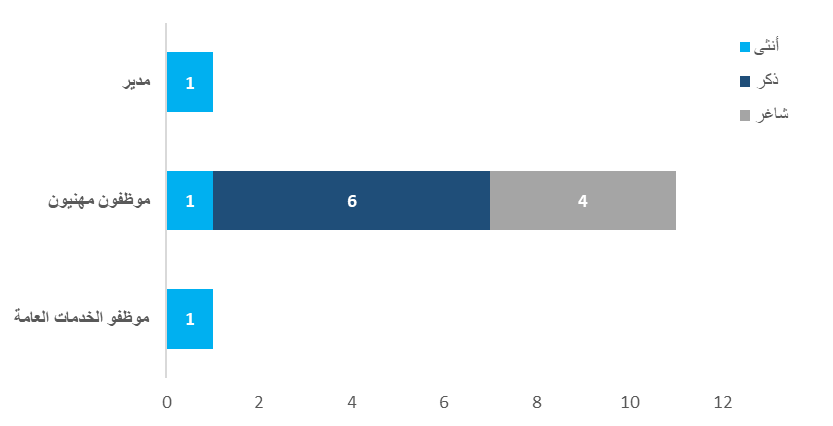 أنثى
ذكر
شاغر
مدير
1
موظفون مهنيون
1 6 4
موظفو الخدمات العامة
1
0 2 4 6 8 10 12